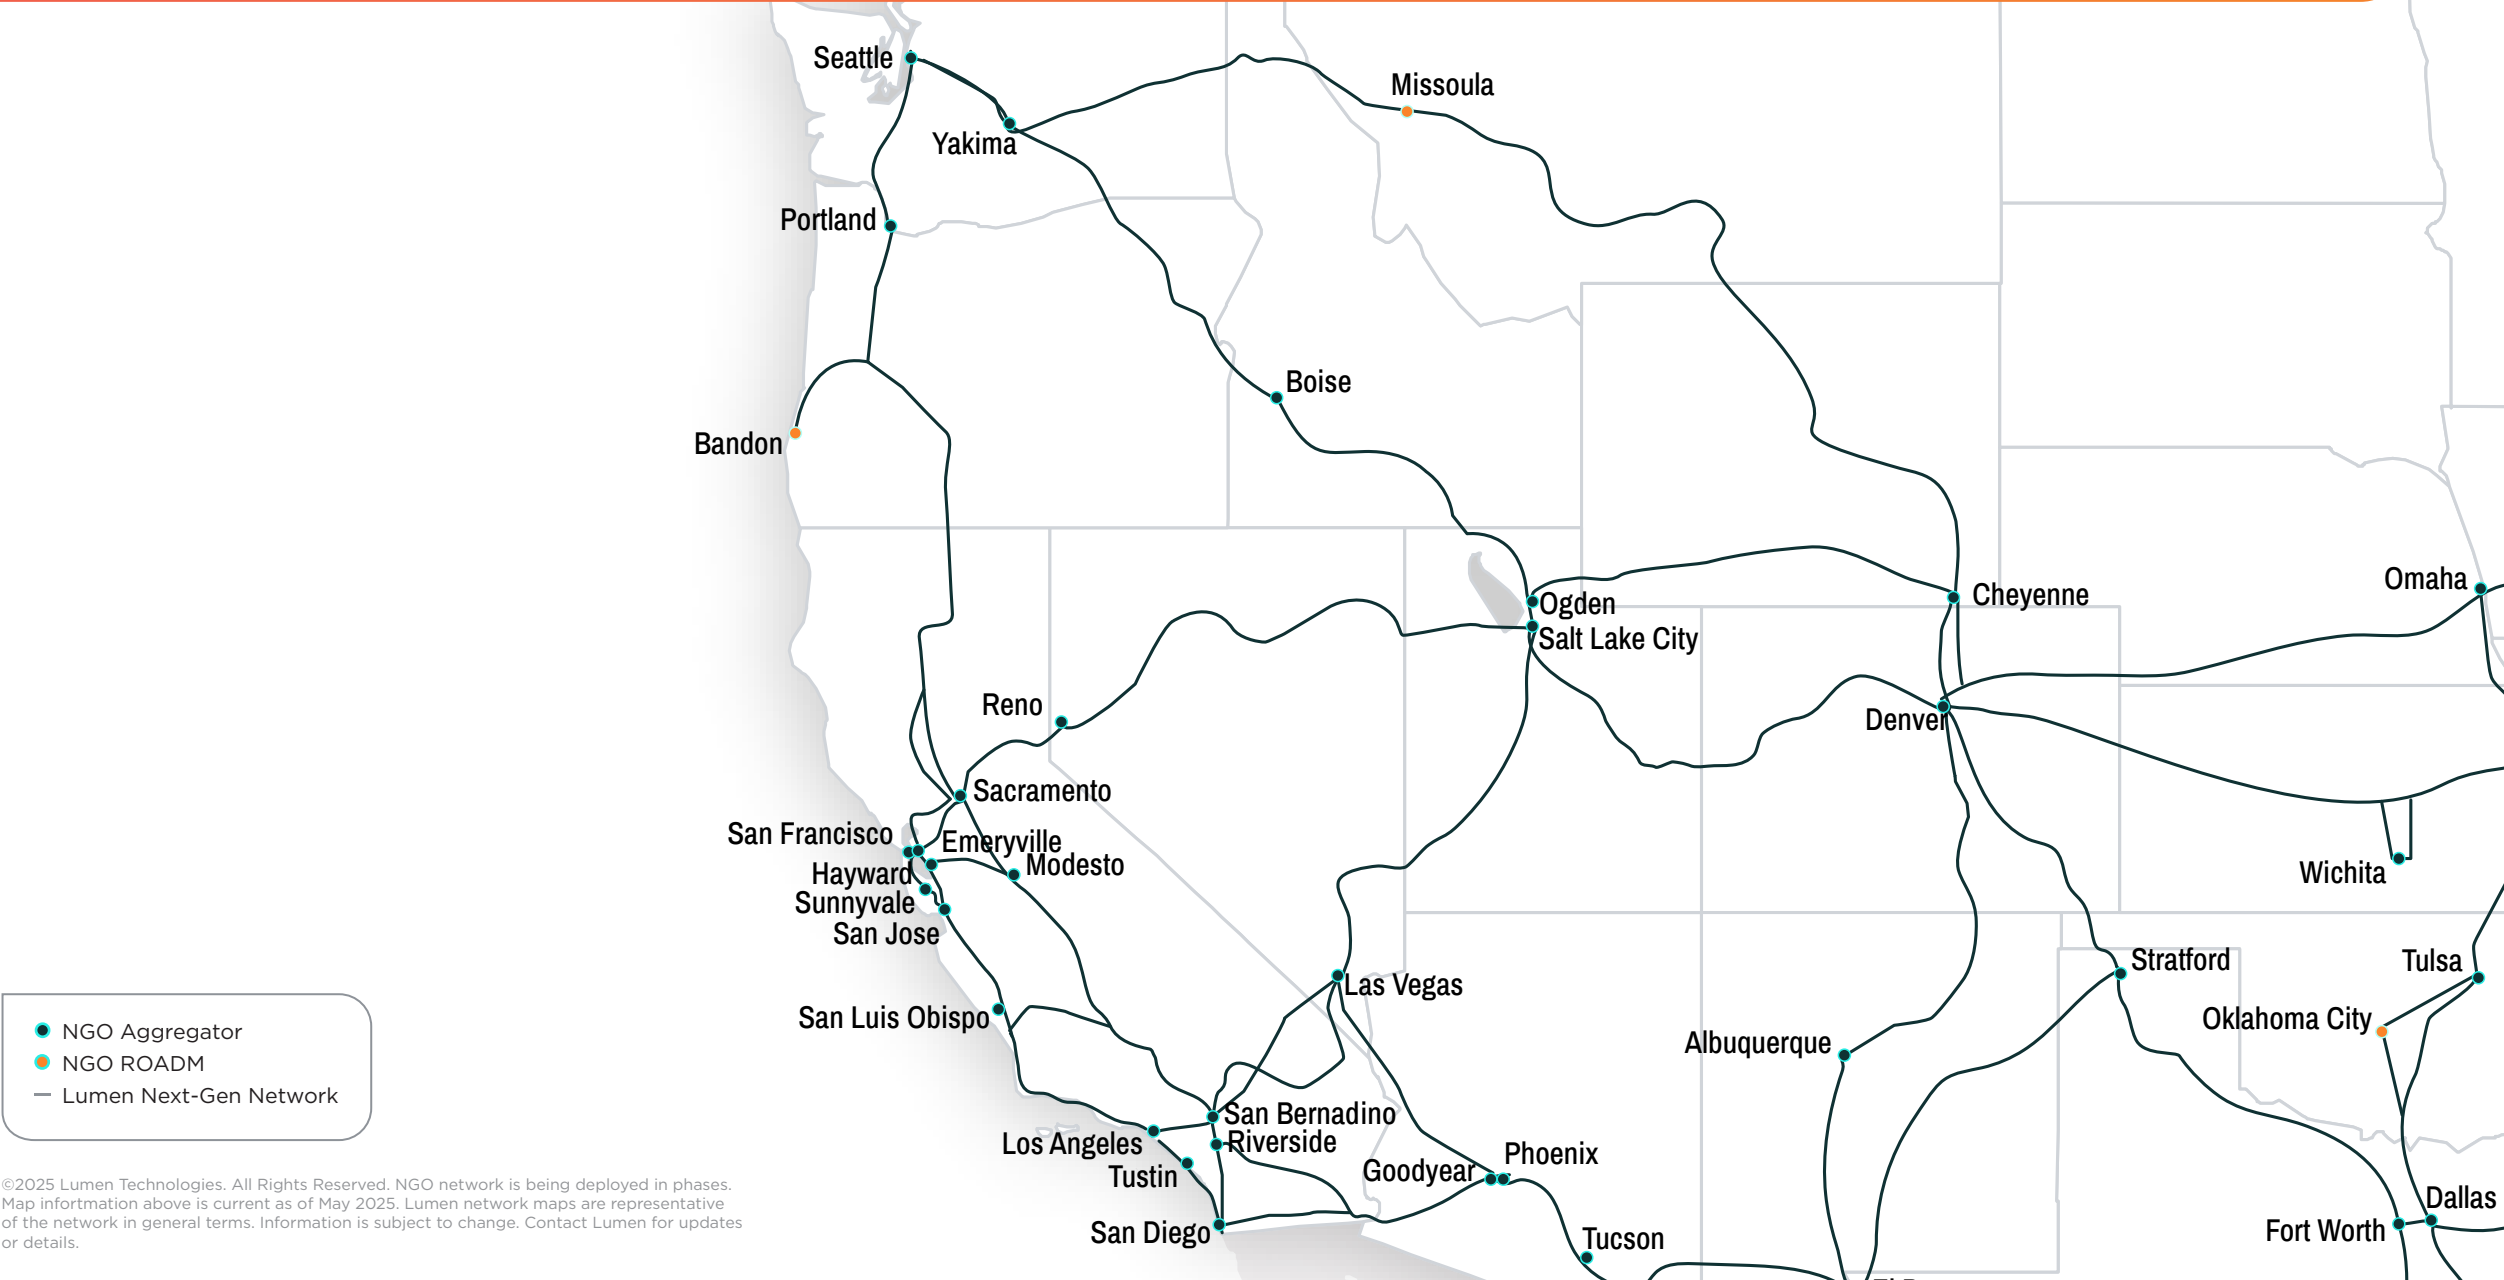 Seattle
Missoula
Yakima
Portland
Boise
Bandon
Omaha
Cheyenne
Ogden
Salt Lake City
Reno
Denver
Sacramento
San Francisco
Emeryville
Modesto
Hayward
Wichita
Sunnyvale
San Jose
Stratford
Tulsa
Las Vegas
San Luis Obispo
Oklahoma City
Albuquerque
San Bernadino
Los Angeles
Riverside
Phoenix
Goodyear
Tustin
Dallas
San Diego
Fort Worth
Tucson
NGO Aggregator
NGO ROADM
Lumen Next-Gen Network
©2025 Lumen Technologies. All Rights Reserved. NGO network is being deployed in phases.
Map infortmation above is current as of May 2025. Lumen network maps are representative
of the network in general terms. Information is subject to change. Contact Lumen for updates
or details.